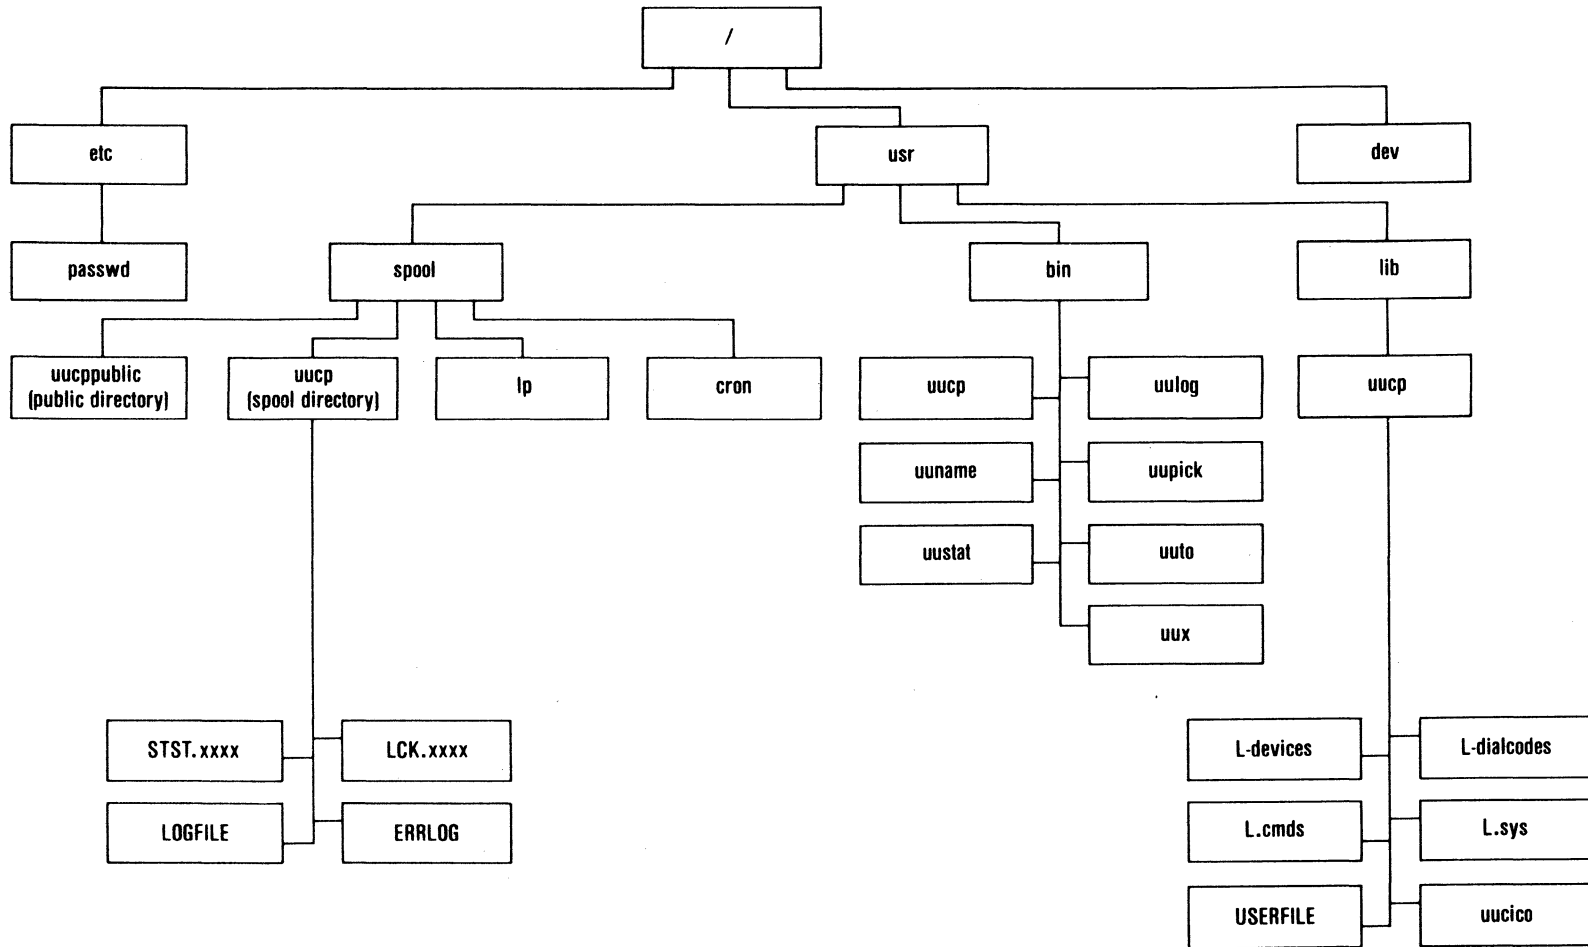 /
etc
usr
dev
passwd
spool
bin
lib
uucppublic
(public directory)
uucp
(spool directory)
lp
cron
uucp
uulog
uucp
uuname
uupick
uustat
uuto
uux
STST.xxxx
LCK.xxxx
L-devices
L-dialcodes
LOGFILE
ERRLOG
L.cmds
L.sys
USERFILE
uucico